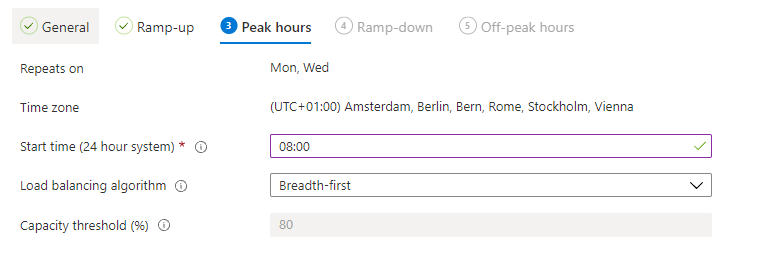 General Ramp-up 3 Peak hours 4 Ramp-down 5 Off-peak hours
Repeats on Mon, Wed
Time zone (UTC+01:00) Amsterdam, Berlin, Bern, Rome, Stockholm, Vienna
Start time (24 hour system) * 08:00
Load balancing algorithm Breadth-first
Capacity threshold (%) 80